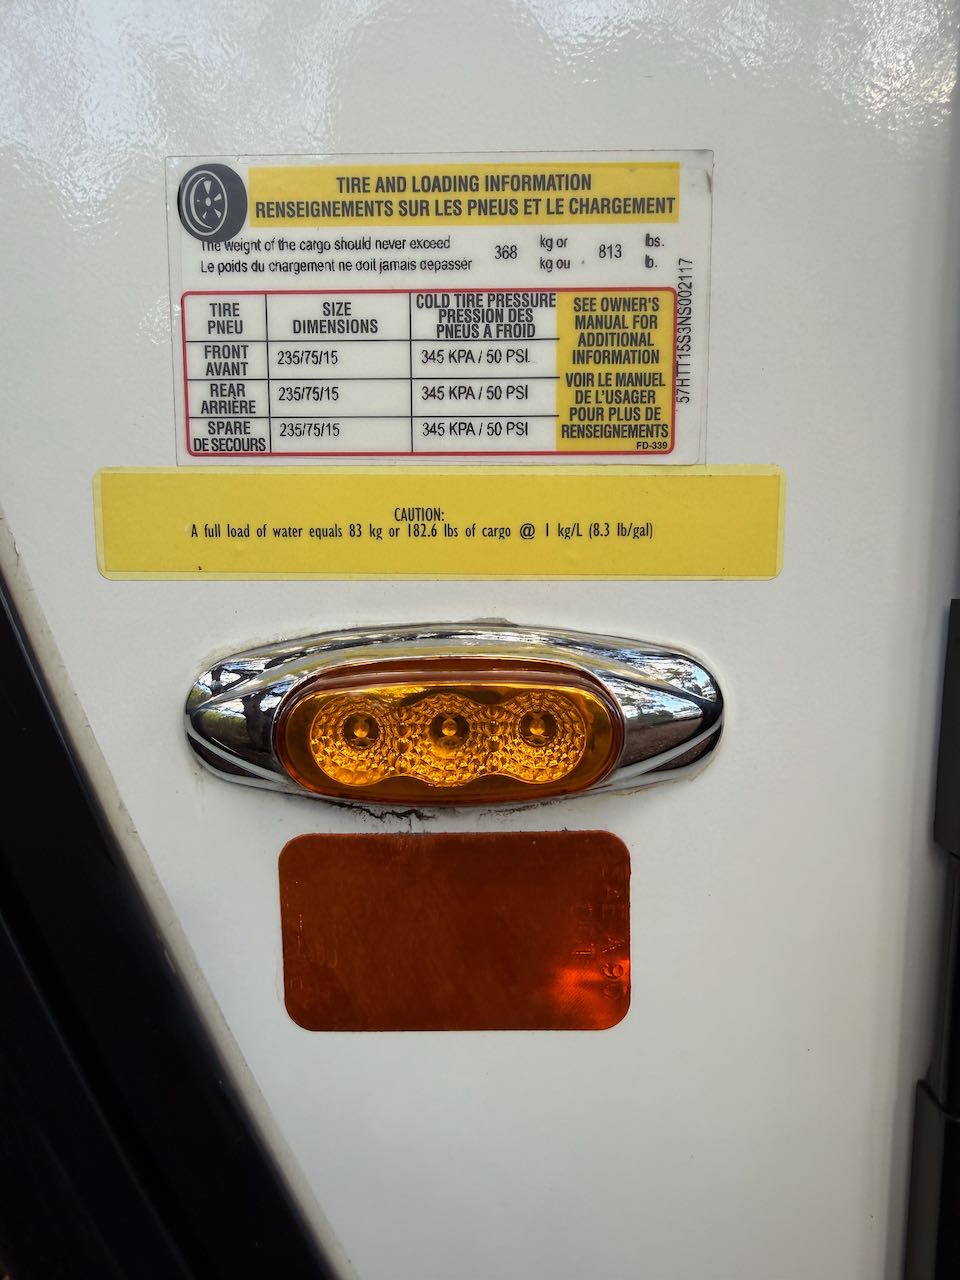 TIRE AND LOADING INFORMATION
RENSEIGNEMENTS SUR LES PNEUS ET LE CHARGEMENT
The weight of the cargo should never exceed 368 kg or 813 lbs.
Le poids du chargement ne doit jamais depasser kg ou lb.
TIRE
PNEU
SIZE
DIMENSIONS
COLD TIRE PRESSURE
PRESSION DES
PNEUS A FROID
FRONT
AVANT
235/75/15
345 KPA / 50 PSI.
REAR
ARRIÈRE
235/75/15
345 KPA / 50 PSI
SPARE
DE SECOURS
235/75/15
345 KPA / 50 PSI
SEE OWNER'S
MANUAL FOR
ADDITIONAL
INFORMATION
VOIR LE MANUEL
DE L'USAGER
POUR PLUS DE
RENSEIGNEMENTS
FD-339
57HTT15S3NS002117
CAUTION:
A full load of water equals 83 kg or 182.6 lbs of cargo @ 1 kg/L (8.3 lb/gal)